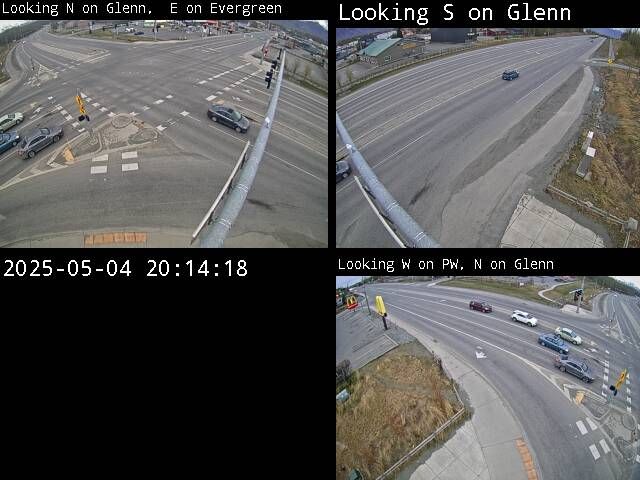 Looking N on Glenn,  E on Evergreen
Looking S on Glenn
2025-05-04 20:14:18
Looking W on PW, N on Glenn